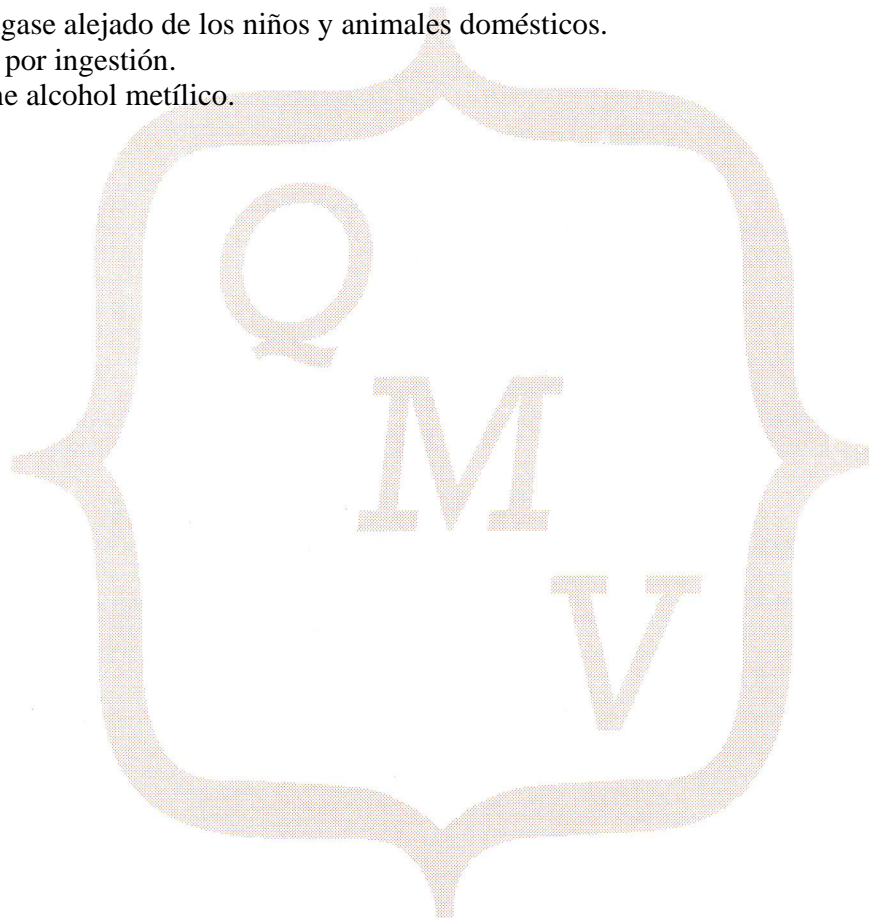 gase alejado de los niños y animales domésticos.
por ingestión.
ne alcohol metílico.
Q
M
V